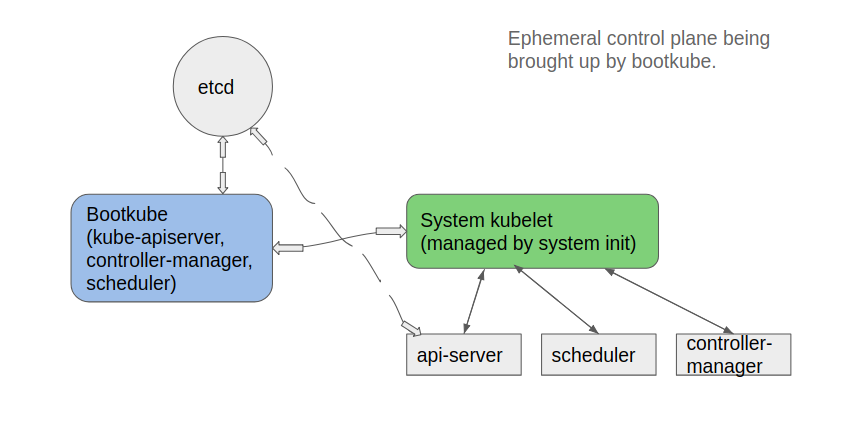 Ephemeral control plane being
brought up by bootkube.
etcd
Bootkube
(kube-apiserver,
controller-manager,
scheduler)
System kubelet
(managed by system init)
api-server
scheduler
controller-
manager